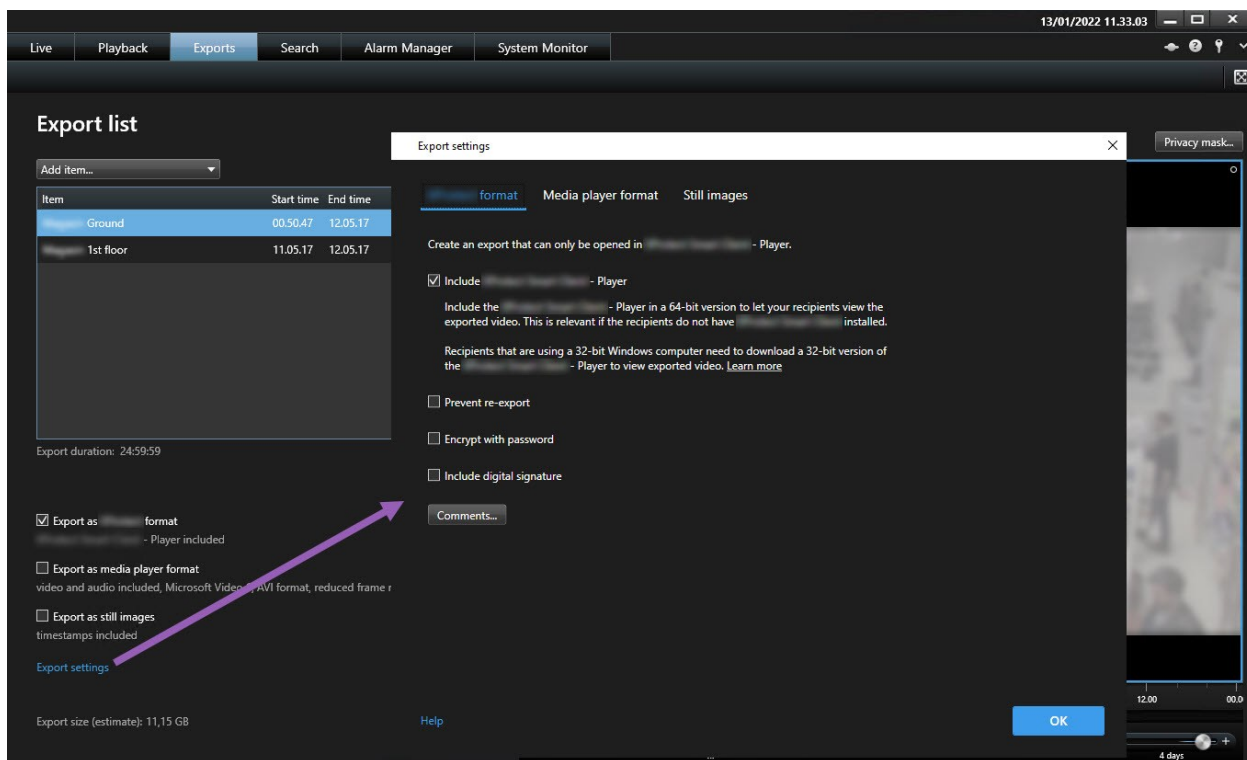 13/01/2022 11.33.03
Live Playback Exports Search Alarm Manager System Monitor
Export list
Privacy mask...
Add item...
Item Start time End time
Ground 00.50.47 12.05.17
1st floor 11.05.17 12.05.17
Export duration: 24:59:59
Export as format
- Player included
Export as media player format
video and audio included, Microsoft Video AVI format, reduced frame r
Export as still images
timestamps included
Export settings
Export size (estimate): 11,15 GB
Export settings
format Media player format Still images
Create an export that can only be opened in - Player.
Include - Player
Include the - Player in a 64-bit version to let your recipients view the
exported video. This is relevant if the recipients do not have installed.
Recipients that are using a 32-bit Windows computer need to download a 32-bit version of
the - Player to view exported video. Learn more
Prevent re-export
Encrypt with password
Include digital signature
Comments...
Help
OK
12.00 00.0
4 days